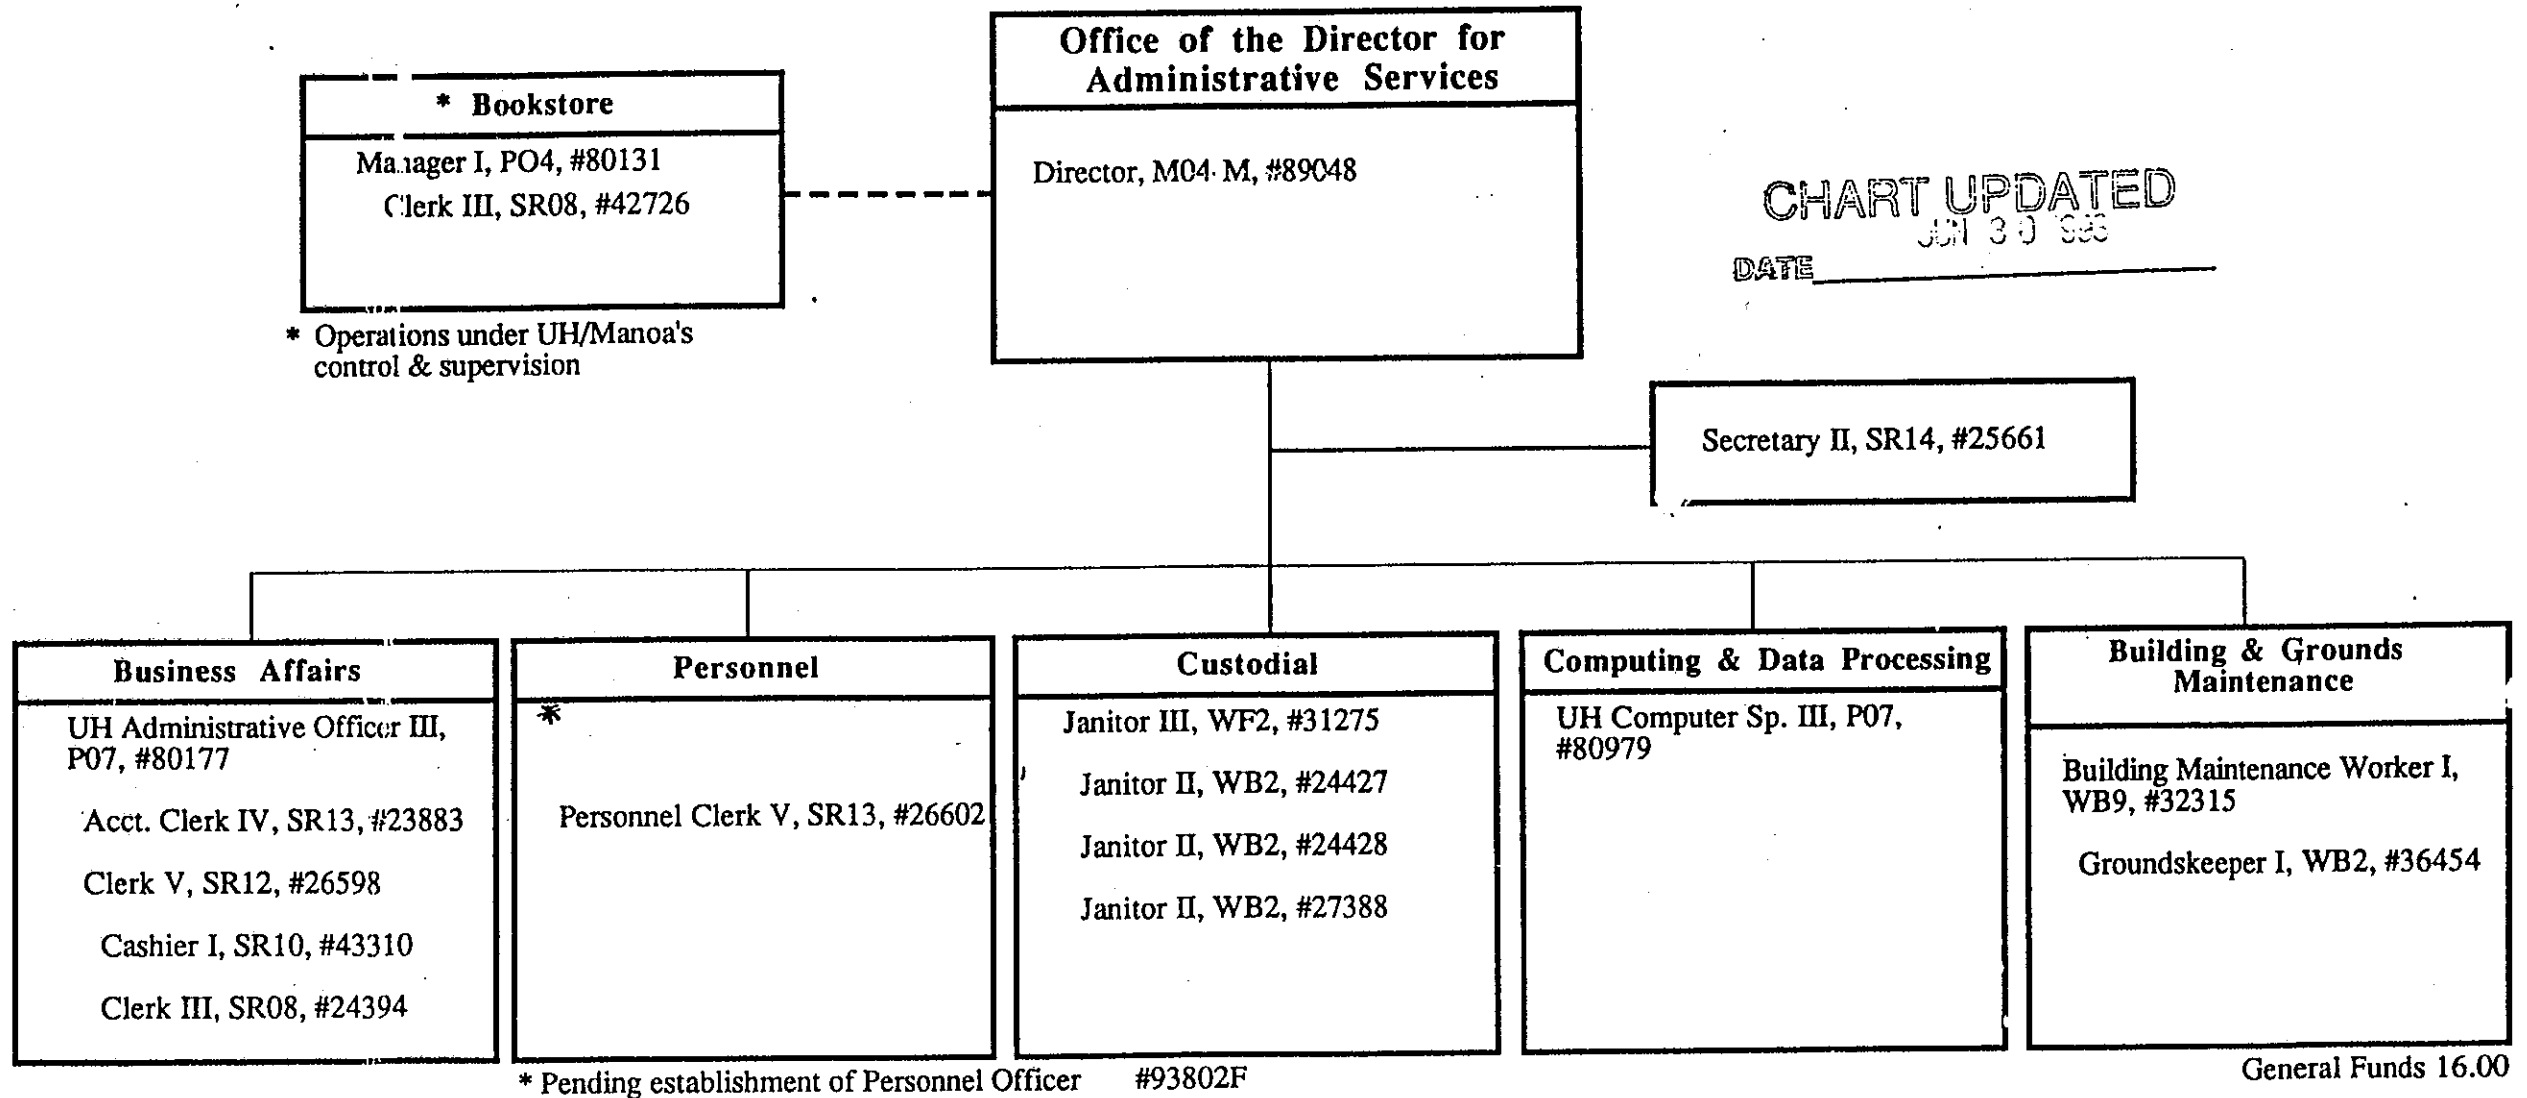 Office of the Director for
Administrative Services
Director, M04-M, #89048
* Bookstore
Manager I, PO4, #80131
Clerk III, SR08, #42726
* Operations under UH/Manoa's
control & supervision
CHART UPDATED
JUN 30
DATE
Secretary II, SR14, #25661
Business Affairs
UH Administrative Officer III,
P07, #80177
Acct. Clerk IV, SR13, #23883
Clerk V, SR12, #26598
Cashier I, SR10, #43310
Clerk III, SR08, #24394
Personnel
*
Personnel Clerk V, SR13, #26602
* Pending establishment of Personnel Officer #93802F
Custodial
Janitor III, WF2, #31275
Janitor II, WB2, #24427
Janitor II, WB2, #24428
Janitor II, WB2, #27388
Computing & Data Processing
UH Computer Sp. III, P07,
#80979
Building & Grounds
Maintenance
Building Maintenance Worker I,
WB9, #32315
Groundskeeper I, WB2, #36454
General Funds 16.00